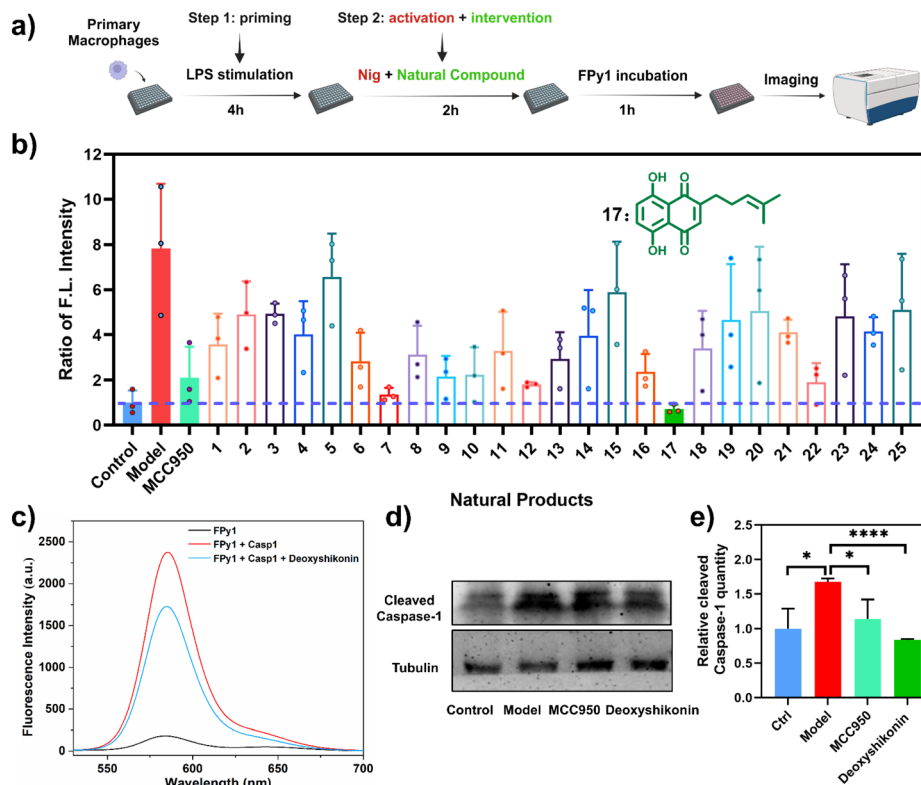 a)
Primary
Macrophages
Step 1: priming
LPS stimulation
4h
Step 2: activation + intervention
Nig + Natural Compound
2h
FPy1 incubation
1h
Imaging
b)
Ratio of F.L. Intensity
12
10
8
6
4
2
0
17:
OH
O
OH
O
Control
Model
MCC950
1
2
3
4
5
6
7
8
9
10
11
12
13
14
15
16
17
18
19
20
21
22
23
24
25
Natural Products
c)
Fluorescence Intensity (a.u.)
2500
2000
1500
1000
500
0
FPy1
FPy1 + Casp1
FPy1 + Casp1 + Deoxyshikonin
550
600
650
700
Wavelength (nm)
d)
Cleaved
Caspase-1
Tubulin
Control Model MCC950 Deoxyshikonin
e)
Relative cleaved
Caspase-1 quantity
2.5
2.0
1.5
1.0
0.5
0.0
*
*
****
Ctrl
Model
MCC950
Deoxyshikonin